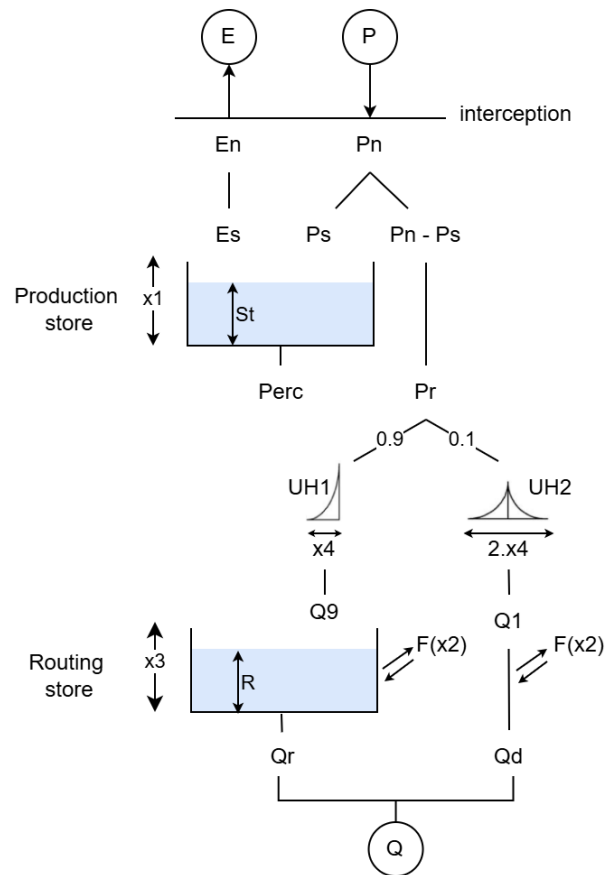 E
P
interception
En
Pn
Es
Ps
Pn - Ps
Production
store
x1
St
Perc
Pr
0.9
0.1
UH1
UH2
x4
2.x4
Q9
Q1
Routing
store
x3
R
F(x2)
F(x2)
Qr
Qd
Q